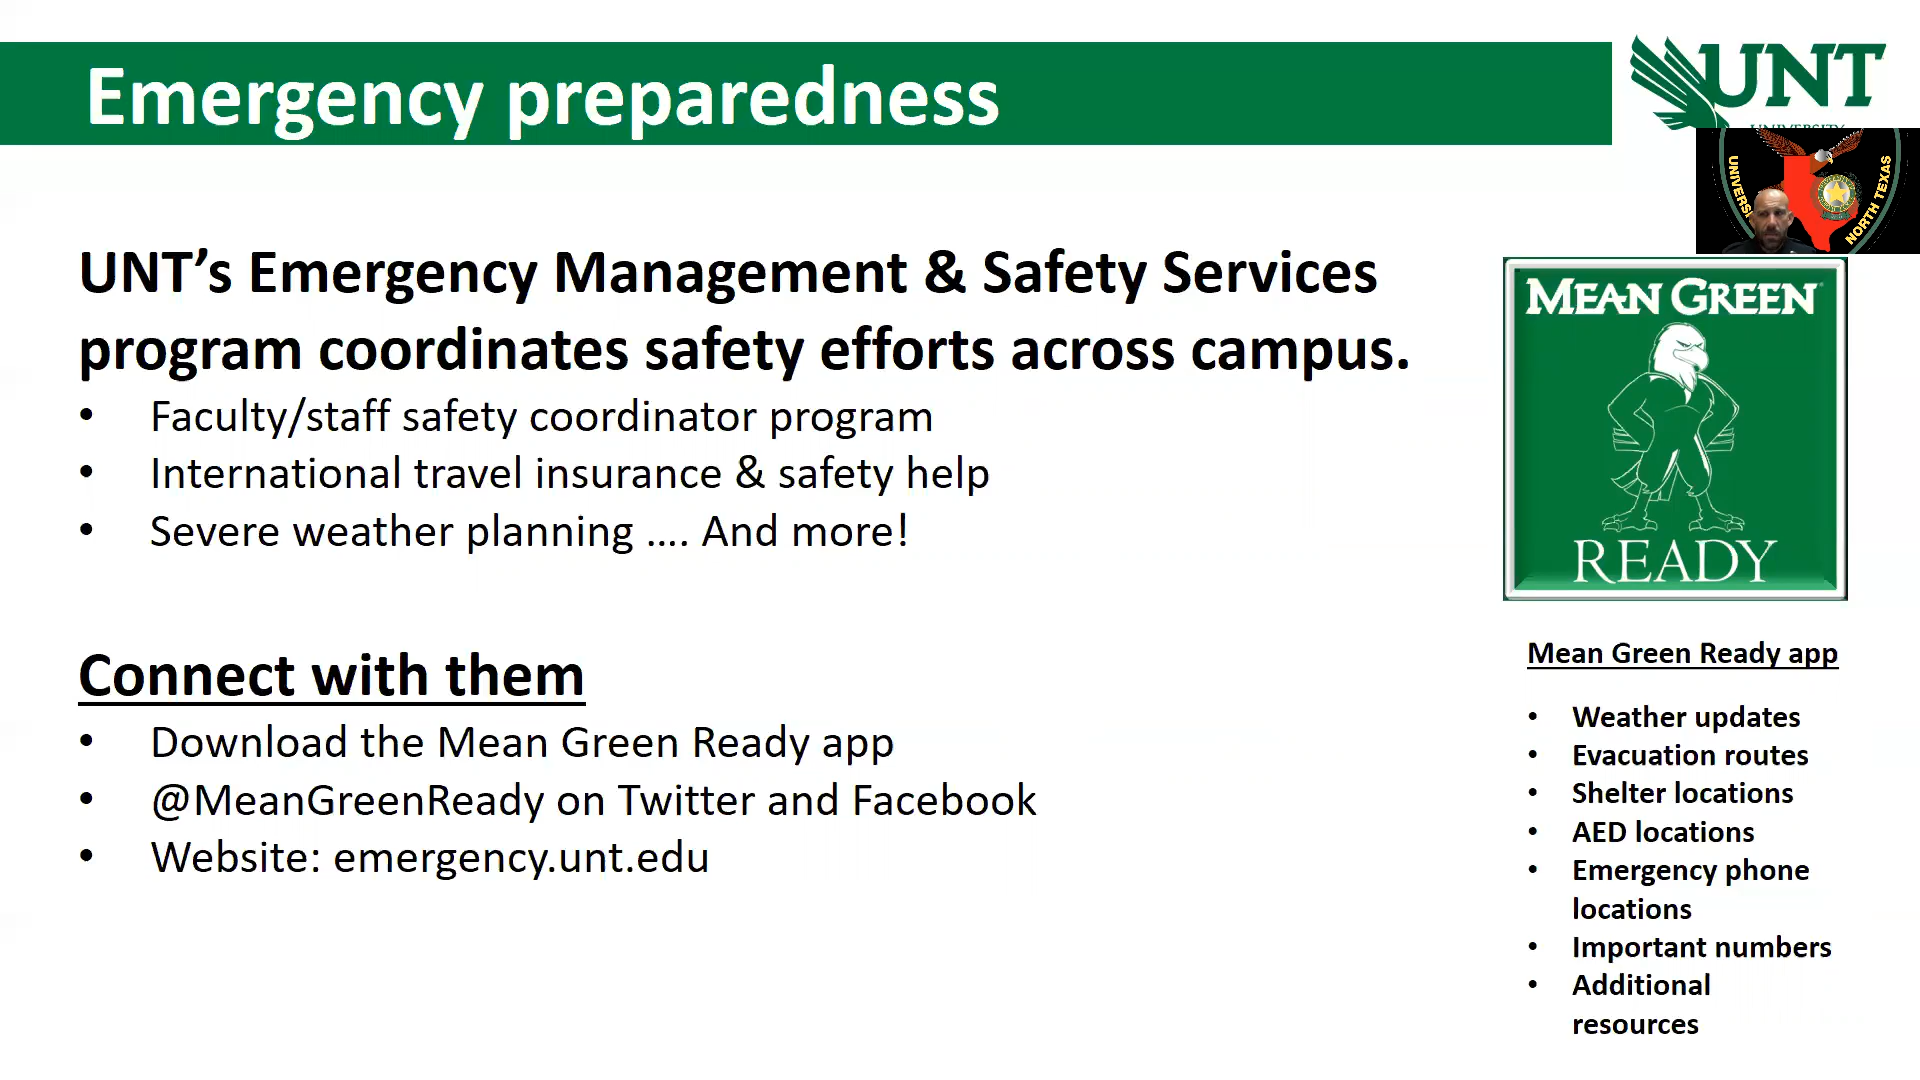 Emergency preparedness
UNT
UNIVERSITY
NORTH TEXAS
UNT’s Emergency Management & Safety Services
program coordinates safety efforts across campus.
• Faculty/staff safety coordinator program
• International travel insurance & safety help
• Severe weather planning .... And more!
Connect with them
• Download the Mean Green Ready app
• @MeanGreenReady on Twitter and Facebook
• Website: emergency.unt.edu
MEAN GREEN
READY
Mean Green Ready app
• Weather updates
• Evacuation routes
• Shelter locations
• AED locations
• Emergency phone
locations
• Important numbers
• Additional
resources